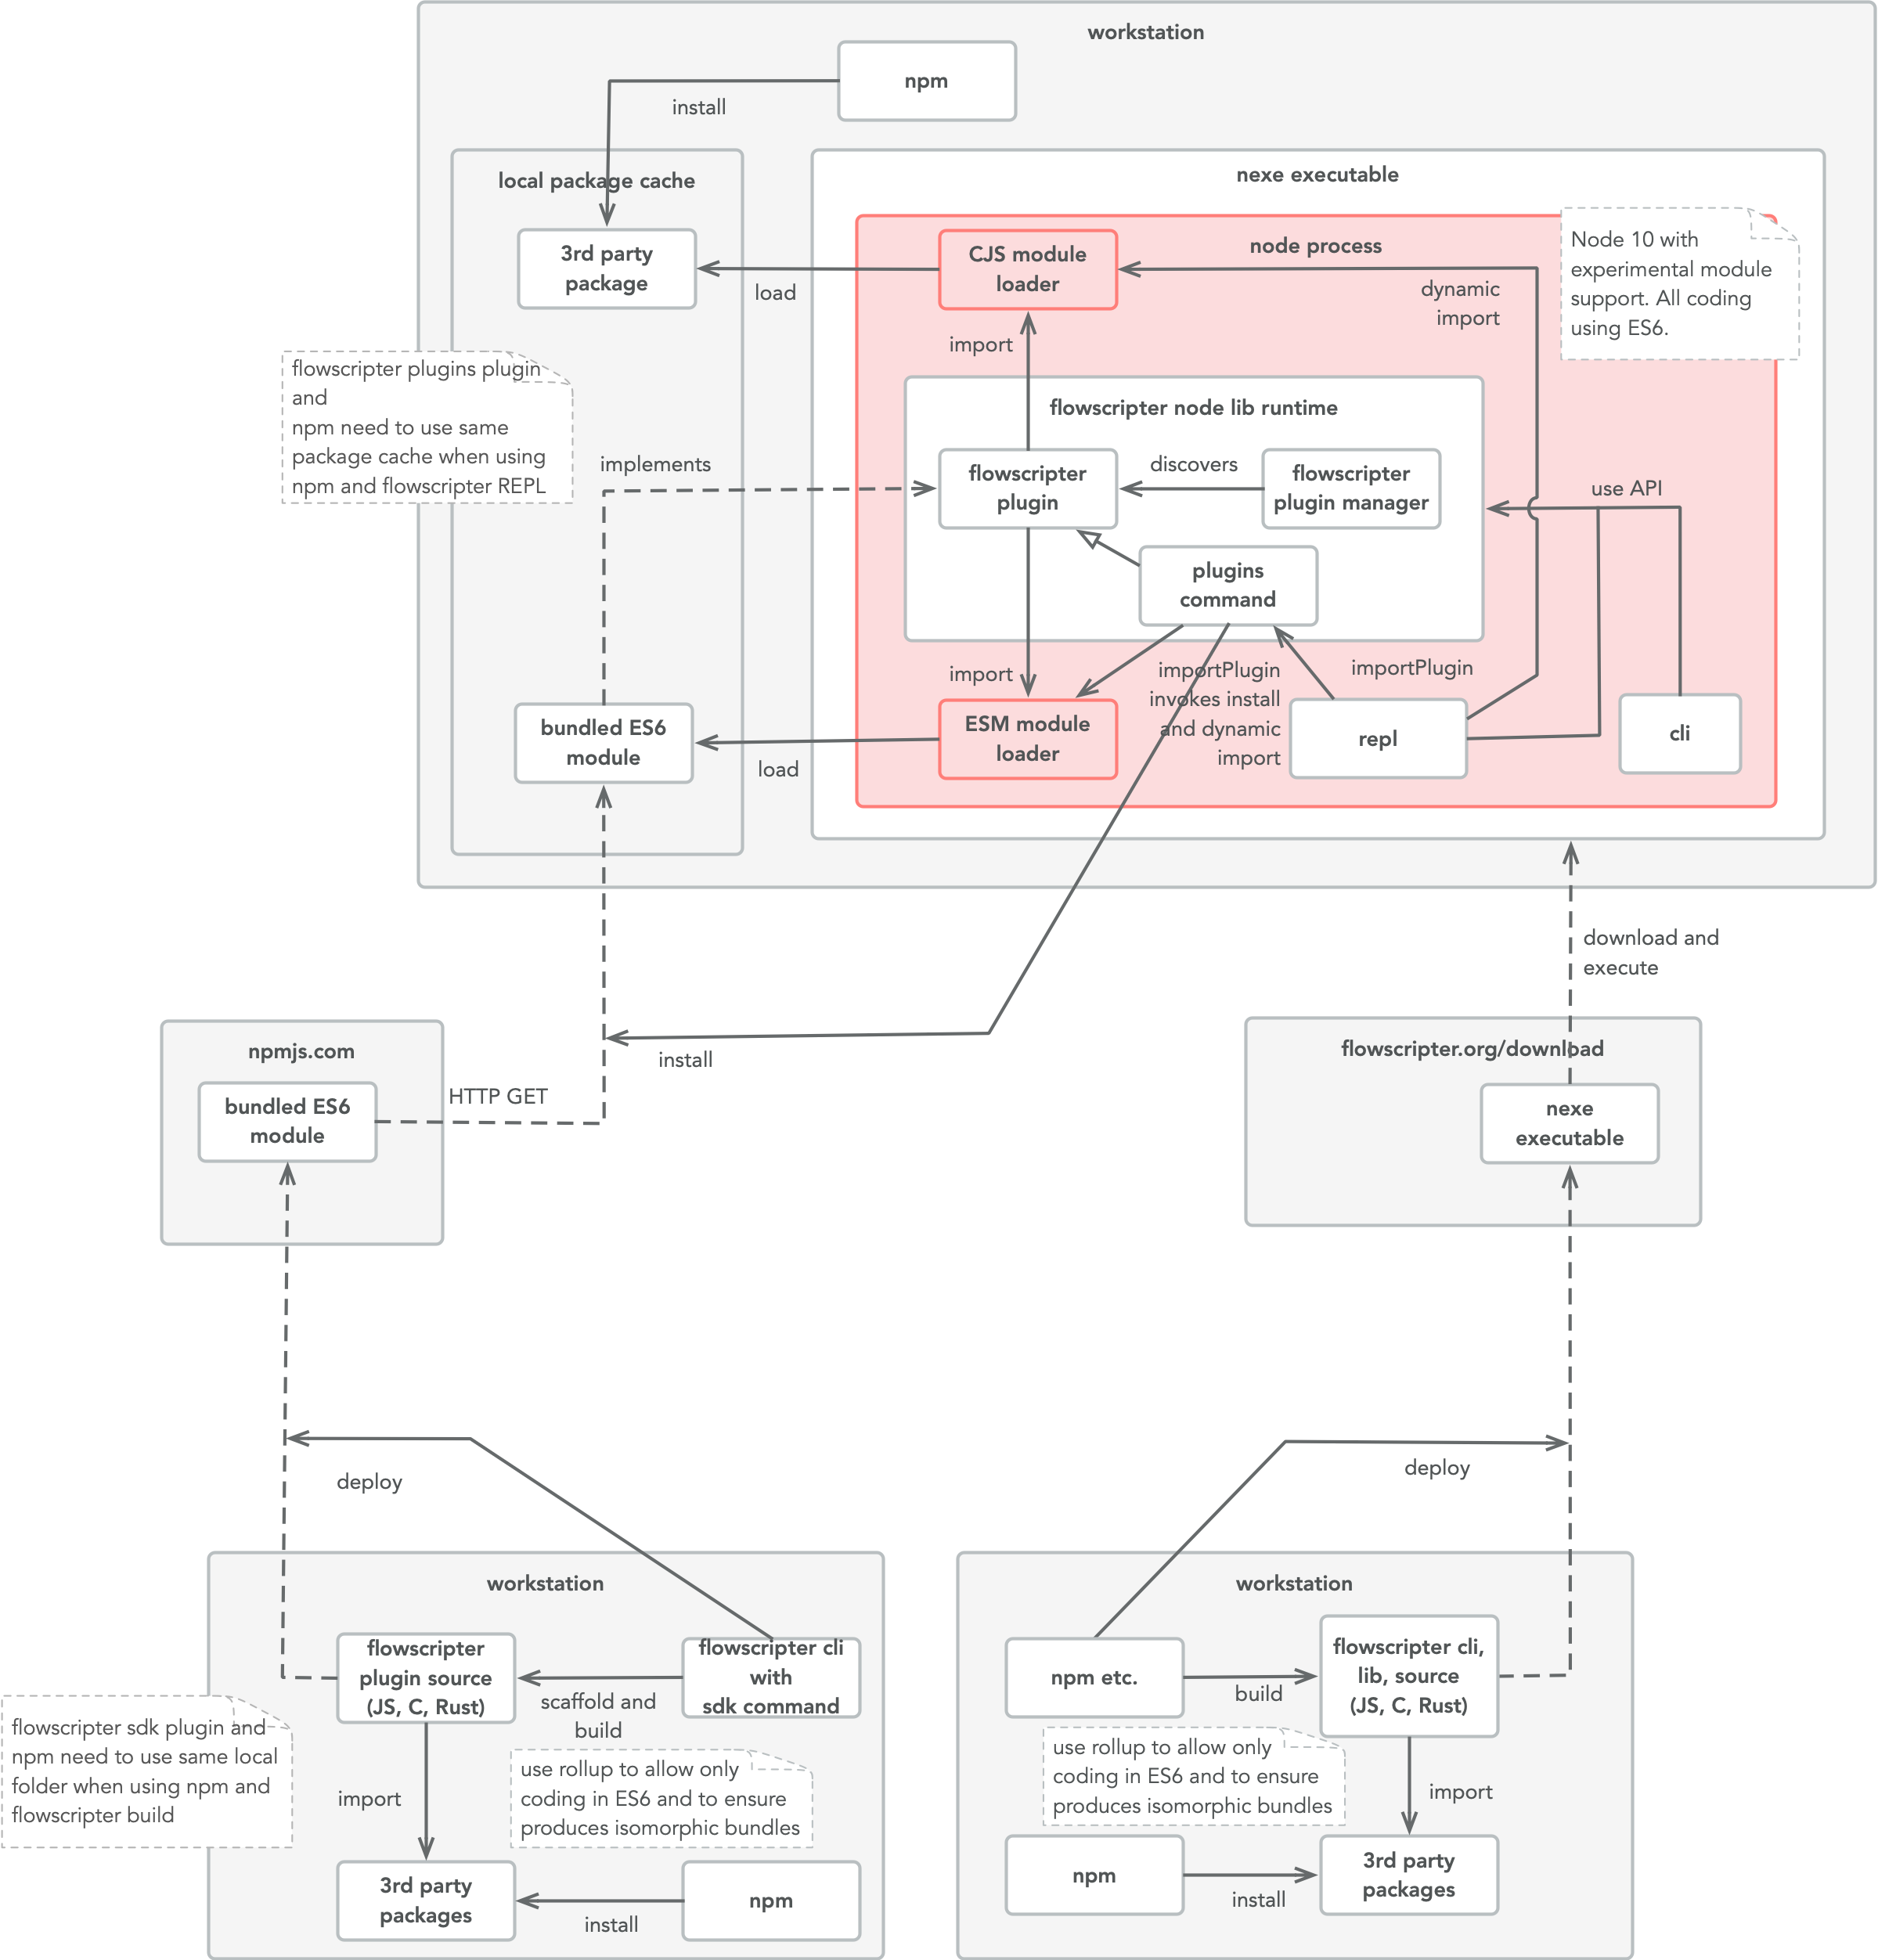 workstation
npm
install
local package cache
nexe executable
3rd party
package
load
CJS module
loader
node process
dynamic
import
Node 10 with
experimental module
support. All coding
using ES6.
import
flowscripter plugins plugin
and
npm need to use same
package cache when using
npm and flowscripter REPL
flowscripter node lib runtime
implements
flowscripter
plugin
discovers
flowscripter
plugin manager
use API
plugins
command
import
importPlugin
invokes install
and dynamic
import
importPlugin
bundled ES6
module
load
ESM module
loader
repl
cli
download and
execute
npmjs.com
bundled ES6
module
HTTP GET
install
flowscripter.org/download
nexe
executable
deploy
deploy
workstation
flowscripter
plugin source
(JS, C, Rust)
scaffold and
build
flowscripter cli
with
sdk command
flowscripter sdk plugin and
npm need to use same local
folder when using npm and
flowscripter build
import
use rollup to allow only
coding in ES6 and to ensure
produces isomorphic bundles
3rd party
packages
install
npm
workstation
npm etc.
build
flowscripter cli,
lib, source
(JS, C, Rust)
use rollup to allow only
coding in ES6 and to ensure
produces isomorphic bundles
import
npm
install
3rd party
packages